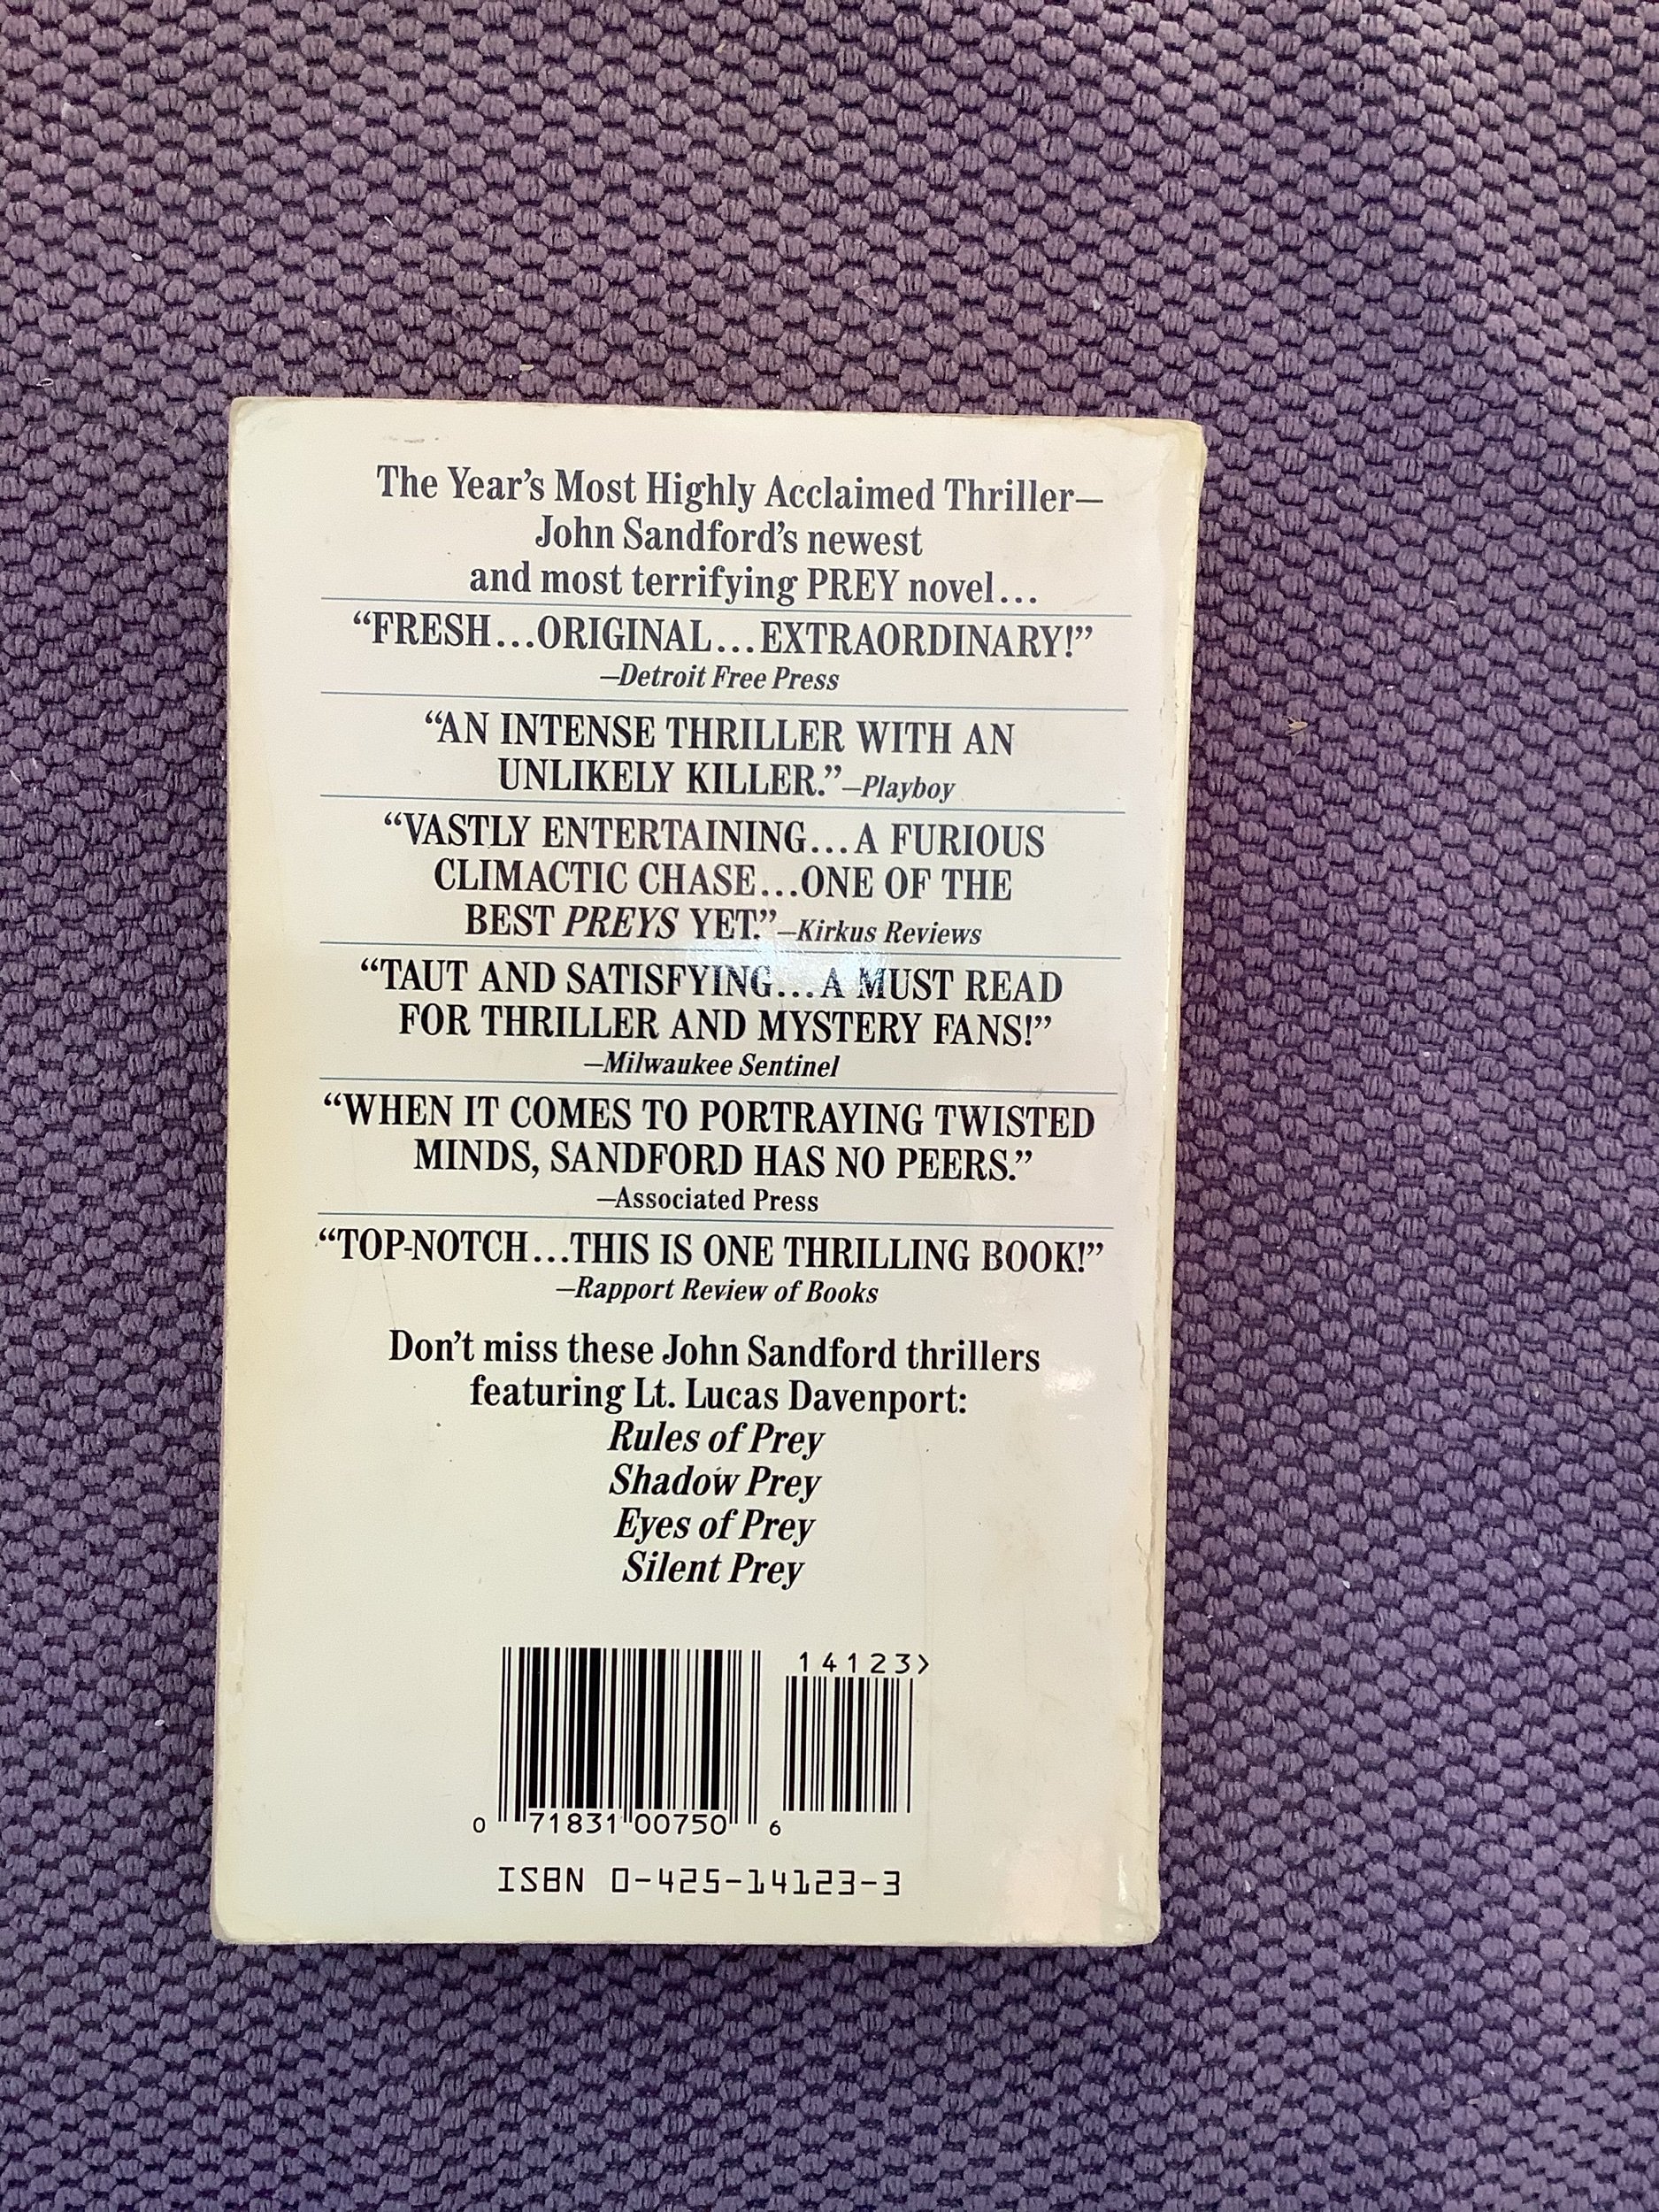 The Year's Most Highly Acclaimed Thriller—
John Sandford's newest
and most terrifying PREY novel...
“FRESH...ORIGINAL...EXTRAORDINARY!”
—Detroit Free Press
“AN INTENSE THRILLER WITH AN
UNLIKELY KILLER.” —Playboy
“VASTLY ENTERTAINING...A FURIOUS
CLIMACTIC CHASE...ONE OF THE
BEST PREYS YET.” —Kirkus Reviews
“TAUT AND SATISFYING...A MUST READ
FOR THRILLER AND MYSTERY FANS!”
—Milwaukee Sentinel
“WHEN IT COMES TO PORTRAYING TWISTED
MINDS, SANDFORD HAS NO PEERS.”
—Associated Press
“TOP-NOTCH...THIS IS ONE THRILLING BOOK!”
—Rapport Review of Books
Don't miss these John Sandford thrillers
featuring Lt. Lucas Davenport:
Rules of Prey
Shadow Prey
Eyes of Prey
Silent Prey
14123>
0 71831 00750 6
ISBN 0-425-14123-3